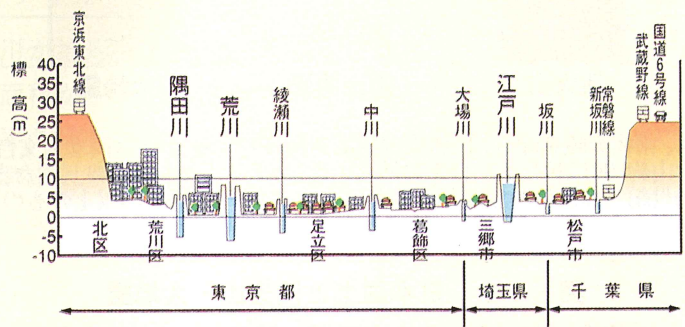 標高(m)
40
35
30
25
20
15
10
5
0
-5
-10
京浜東北線
隅田川
荒川
綾瀬川
中川
大場川
江戸川
坂川
新坂川
常磐線
武蔵野線
国道6号線
北区
荒川区
足立区
葛飾区
三郷市
松戸市
東京都
埼玉県
千葉県